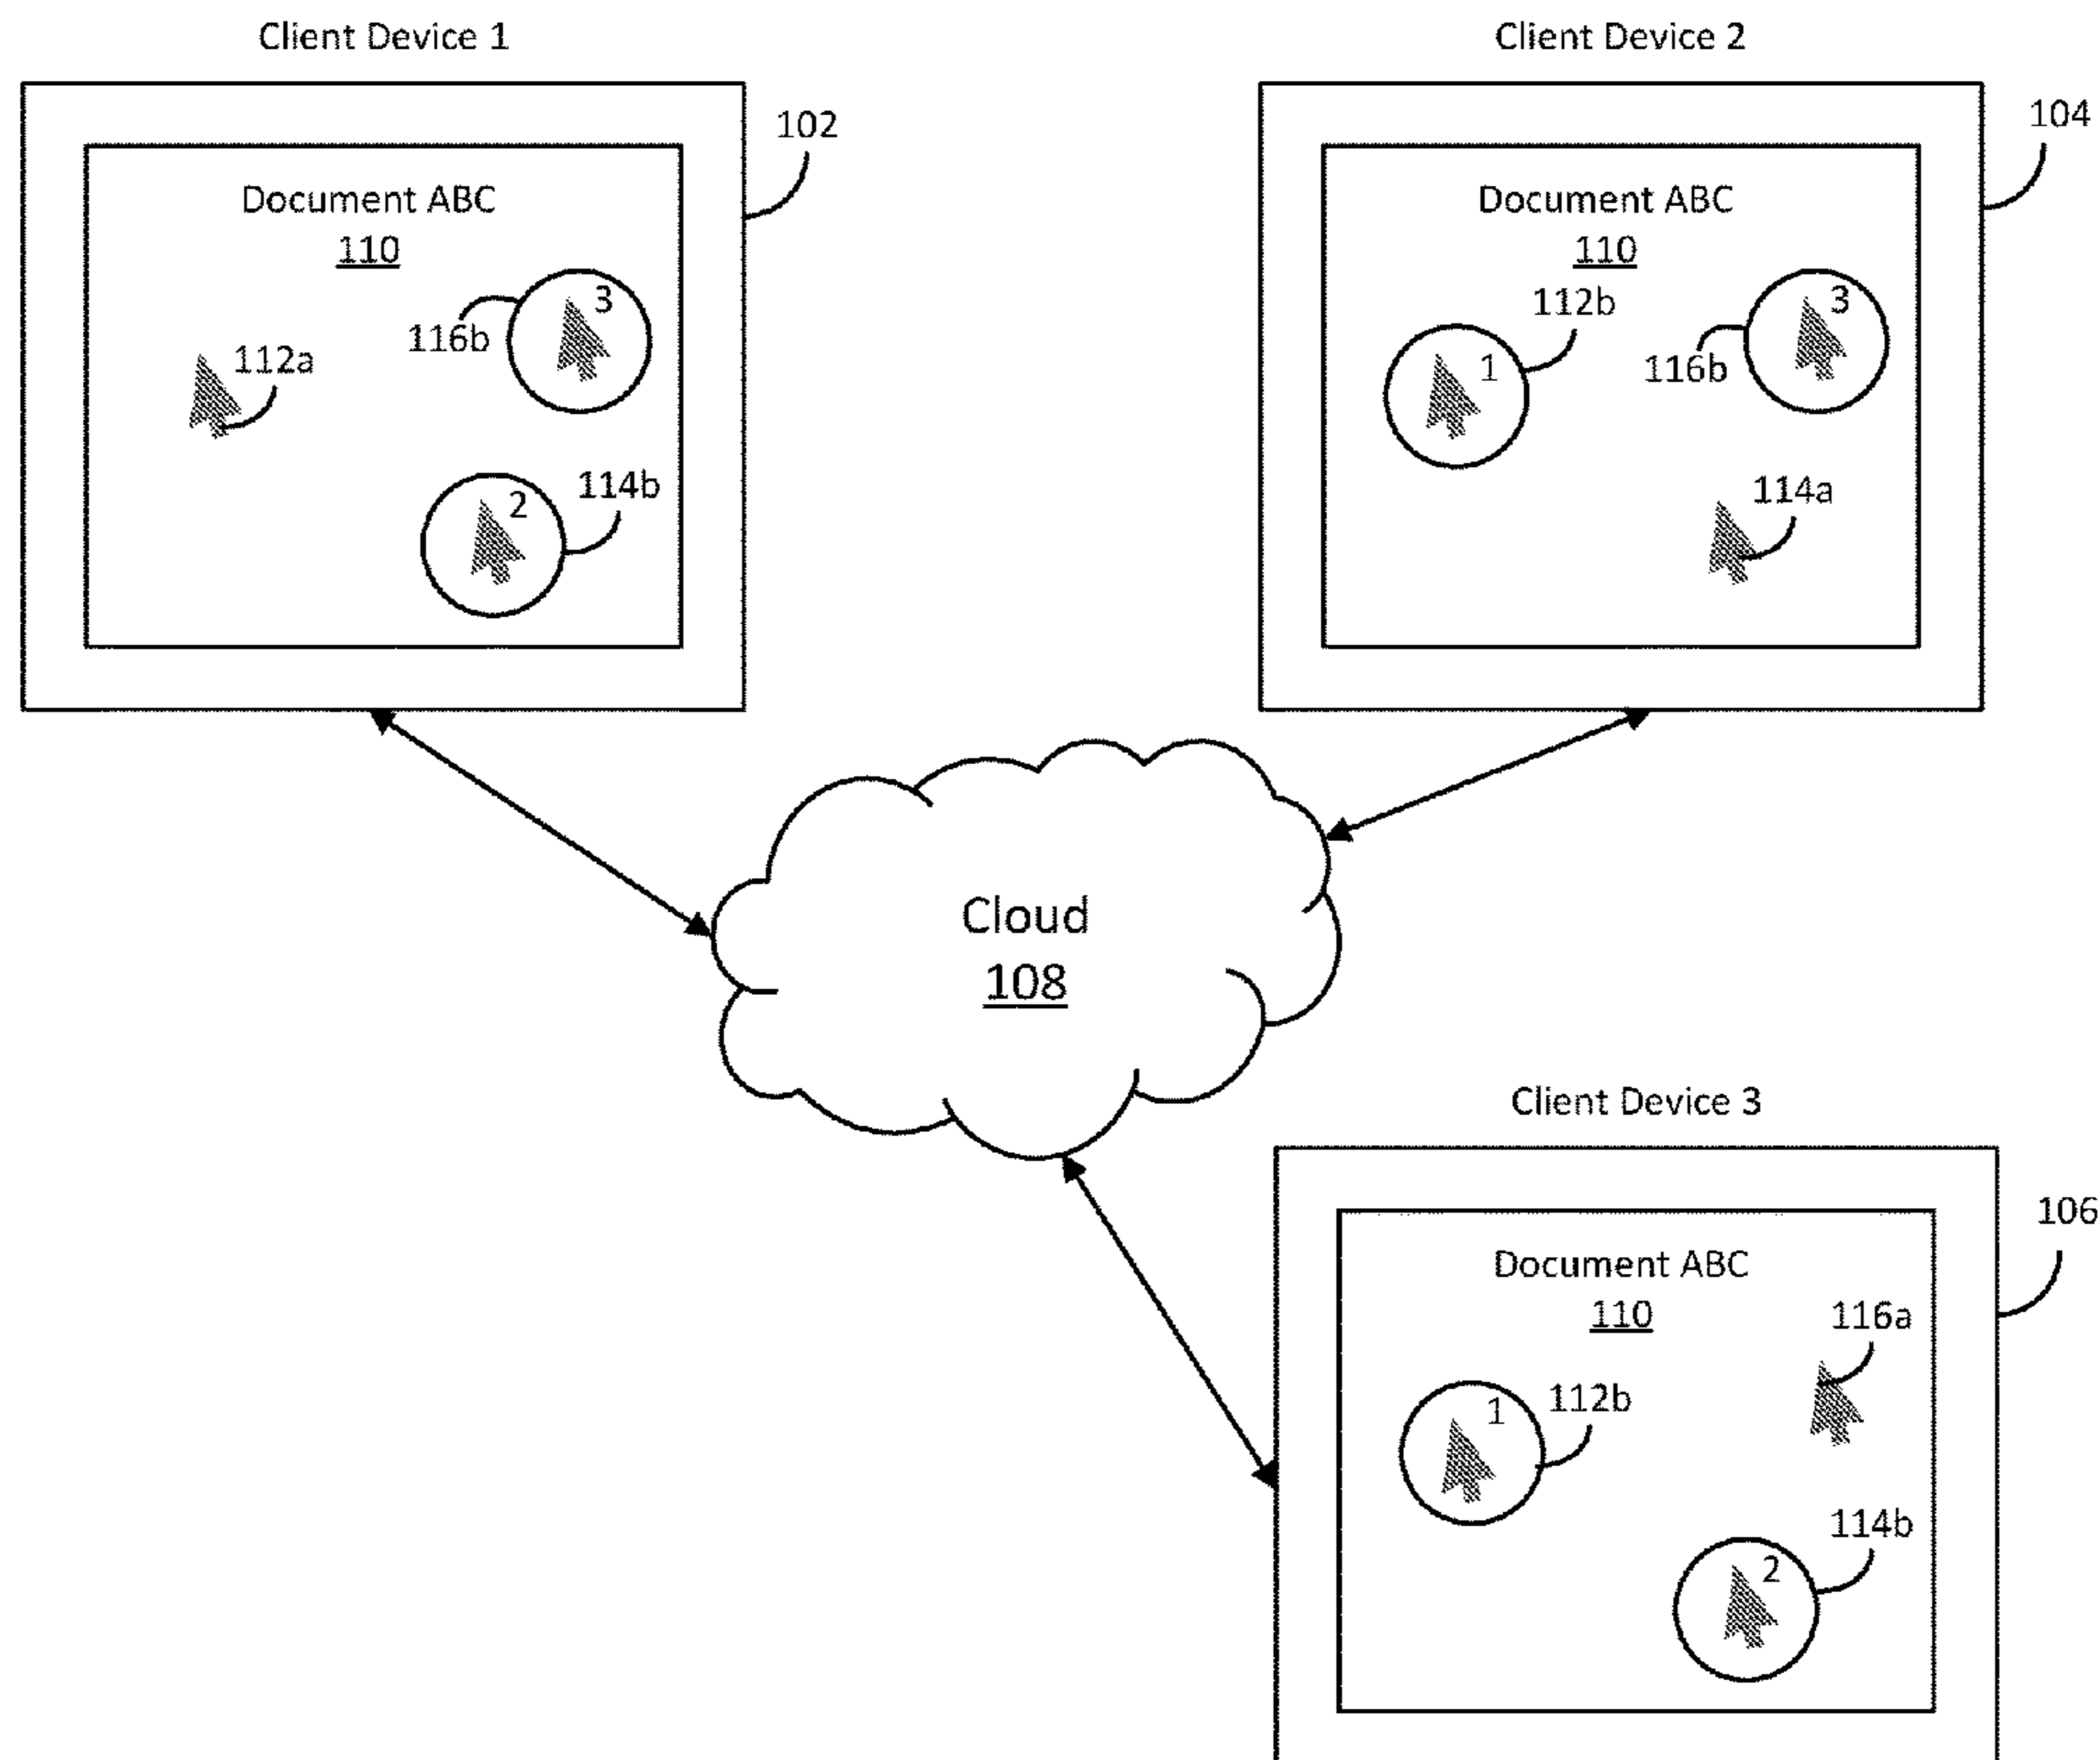 Client Device 1
102
Document ABC
110
3
116b
112a
2
114b
Client Device 2
104
Document ABC
110
112b
3
1
116b
114a
Cloud
108
Client Device 3
106
Document ABC
110
116a
1
112b
2
114b